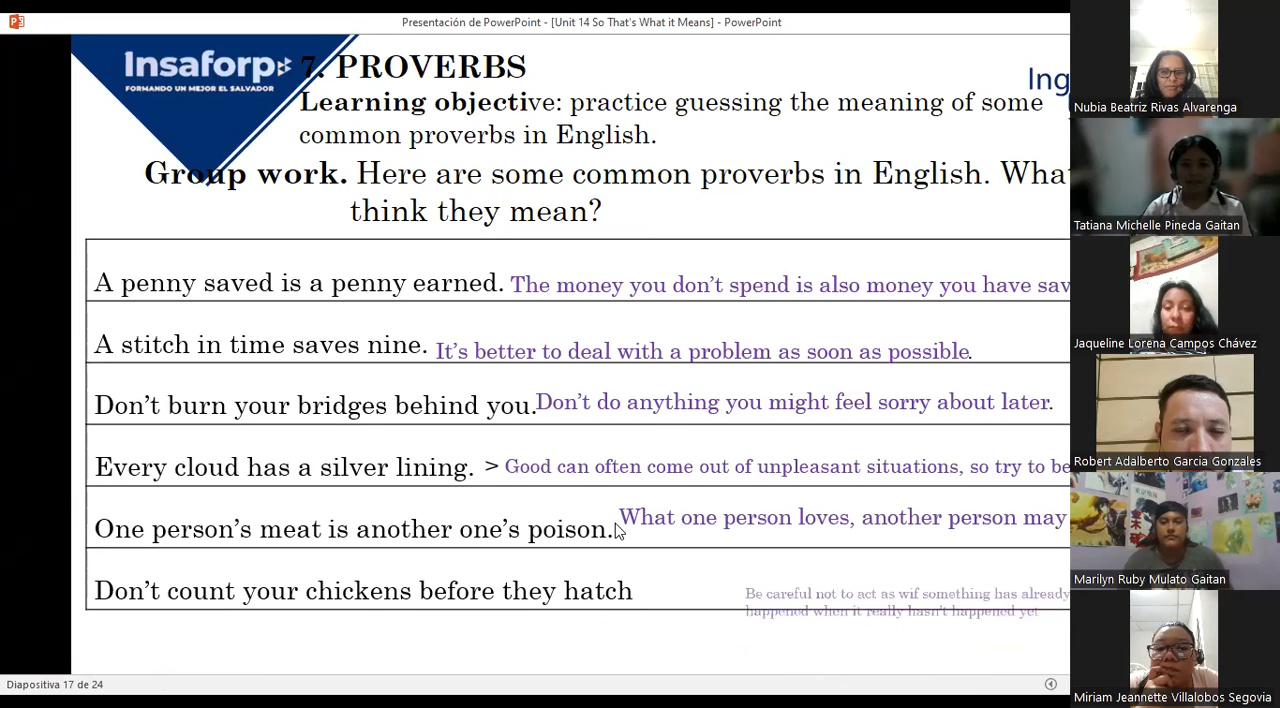 Presentación de PowerPoint - [Unit 14 So That's What it Means] - PowerPoint
Insaforp
FORMANDO UN MEJOR EL SALVADOR
7. PROVERBS
Ing
Learning objective: practice guessing the meaning of some
common proverbs in English.
Group work. Here are some common proverbs in English. What
think they mean?
A penny saved is a penny earned. The money you don't spend is also money you have sav
A stitch in time saves nine. It's better to deal with a problem as soon as possible.
Don't burn your bridges behind you. Don't do anything you might feel sorry about later.
Every cloud has a silver lining. > Good can often come out of unpleasant situations, so try to be
One person's meat is another one's poison. What one person loves, another person may
Don't count your chickens before they hatch
Be careful not to act as wif something has already
happened when it really hasn't happened yet
Diapositiva 17 de 24
Nubia Beatriz Rivas Alvarenga
Tatiana Michelle Pineda Gaitan
Jaqueline Lorena Campos Chávez
Robert Adalberto Garcia Gonzales
Marilyn Ruby Mulato Gaitan
Miriam Jeannette Villalobos Segovia